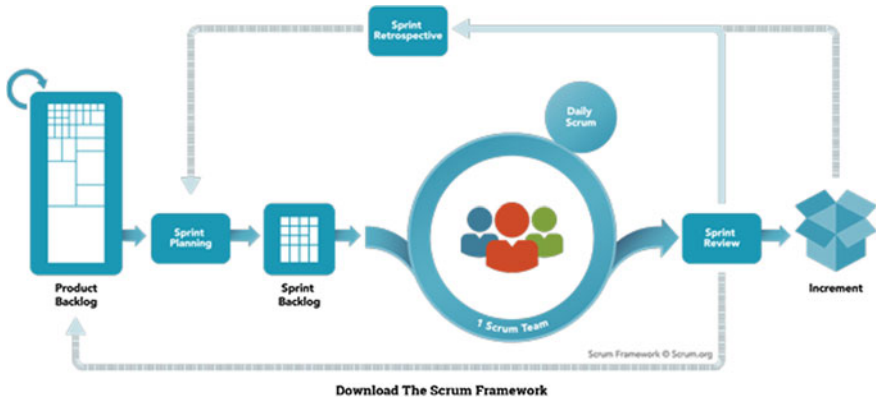 Sprint
Retrospective
Daily
Scrum
Sprint
Planning
Sprint
Review
Product
Backlog
Sprint
Backlog
1 Scrum Team
Increment
Scrum Framework © Scrum.org
Download The Scrum Framework